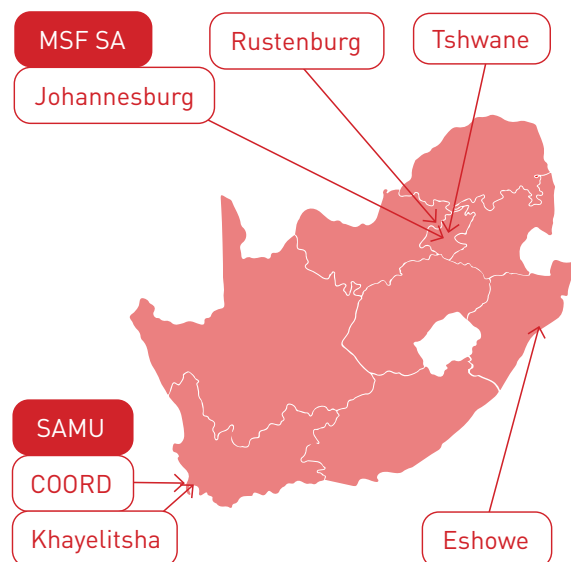 MSF SA
Rustenburg
Tshwane
Johannesburg
SAMU
COORD
Khayelitsha
Eshowe